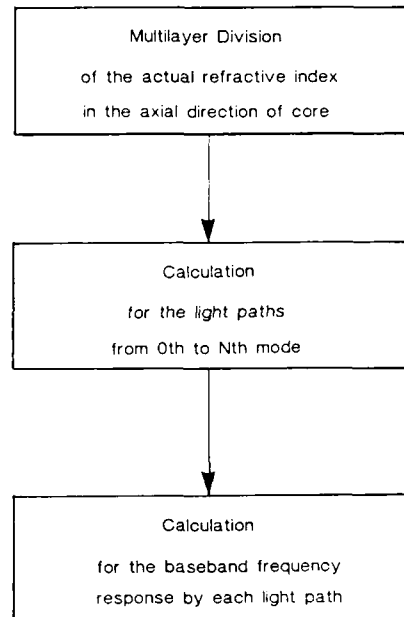 Multilayer Division
of the actual refractive index
in the axial direction of core
Calculation
for the light paths
from 0th to Nth mode
Calculation
for the baseband frequency
response by each light path